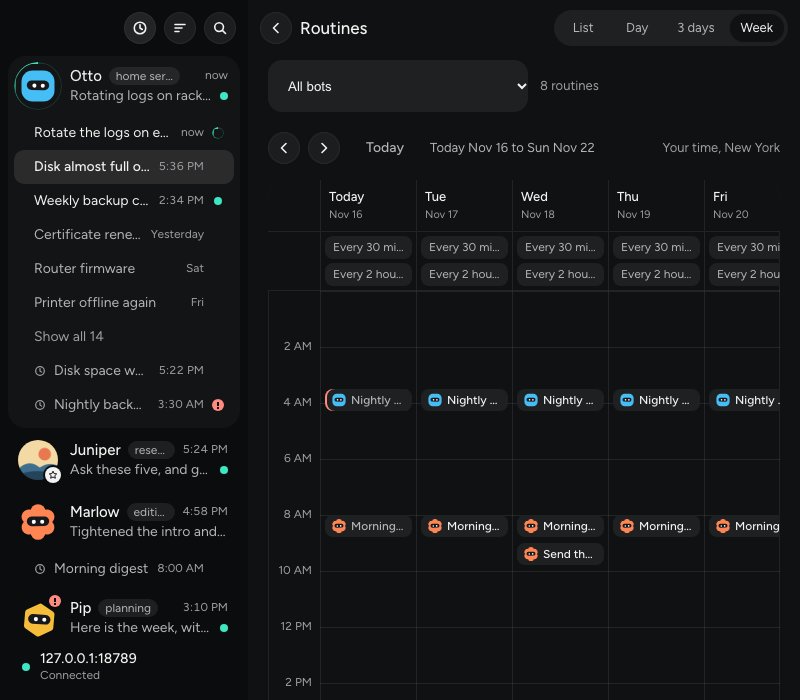 Otto home ser... now
Rotating logs on rack...
Rotate the logs on e... now
Disk almost full o... 5:36 PM
Weekly backup c... 2:34 PM
Certificate rene... Yesterday
Router firmware Sat
Printer offline again Fri
Show all 14
Disk space w... 5:22 PM
Nightly back... 3:30 AM
Juniper rese... 5:24 PM
Ask these five, and g...
Marlow editi... 4:58 PM
Tightened the intro and...
Morning digest 8:00 AM
Pip planning 3:10 PM
Here is the week, wit...
127.0.0.1:18789
Connected
Routines
List Day 3 days Week
All bots
8 routines
Today
Today Nov 16 to Sun Nov 22
Your time, New York
Today Tue Wed Thu Fri
Nov 16 Nov 17 Nov 18 Nov 19 Nov 20
Every 30 mi... Every 30 mi... Every 30 mi... Every 30 mi... Every 30 mi
Every 2 hou... Every 2 hou... Every 2 hou... Every 2 hou... Every 2 hou
2 AM
4 AM Nightly ... Nightly ... Nightly ... Nightly ... Nightly .
6 AM
8 AM
Morning... Morning... Morning... Morning... Morning
Send th...
10 AM
12 PM
2 PM